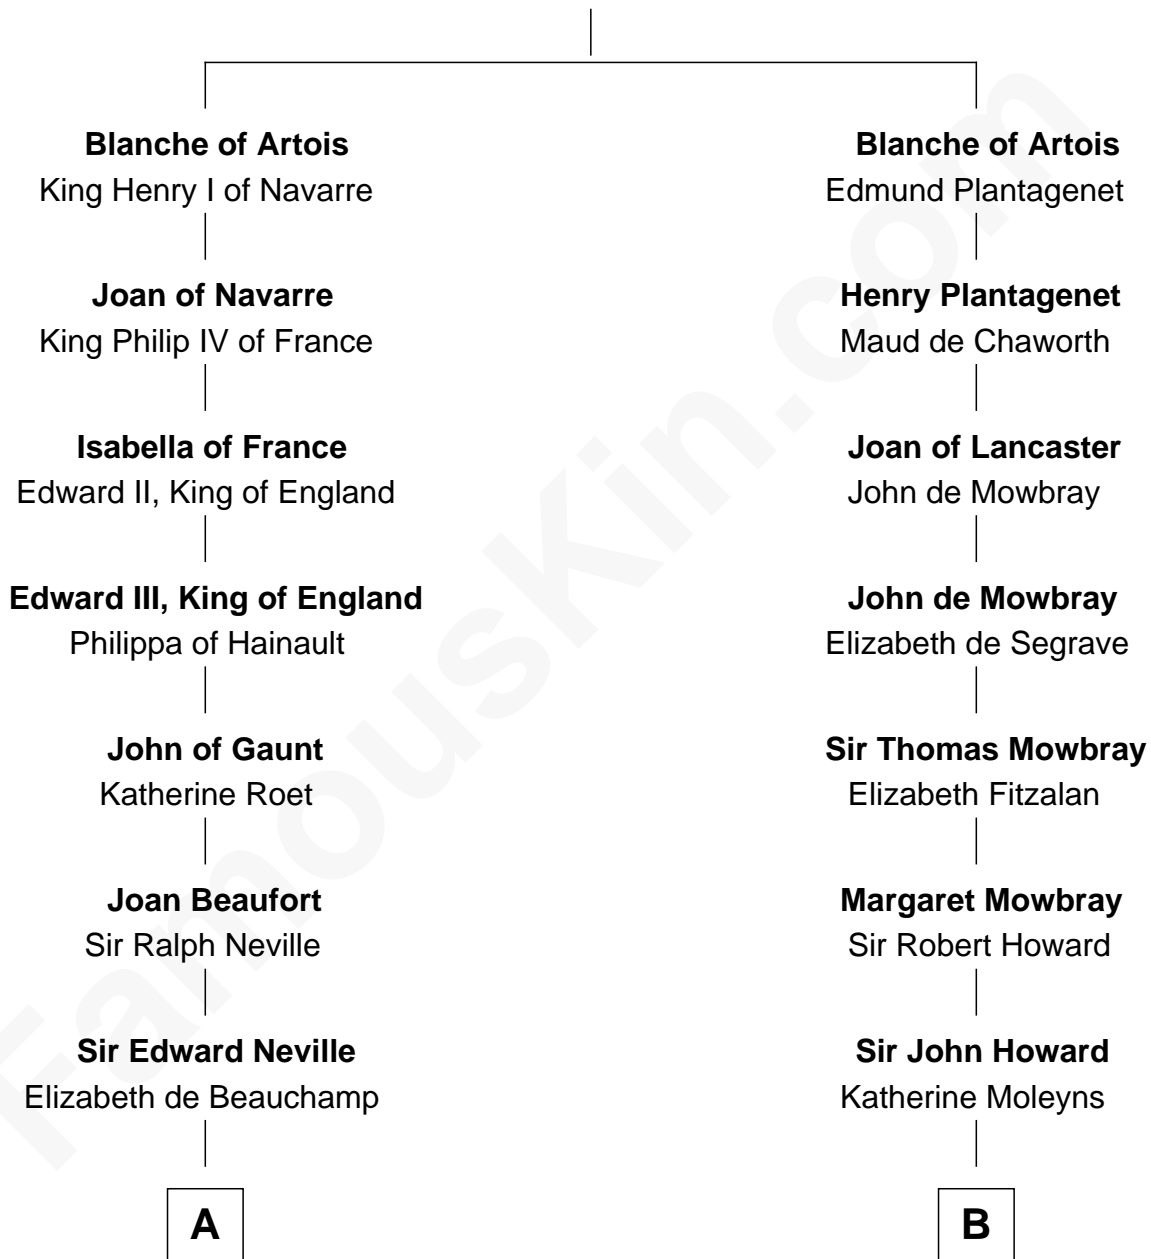 Blanche of Artois
King Henry I of Navarre
Joan of Navarre
King Philip IV of France
Isabella of France
Edward II, King of England
Edward III, King of England
Philippa of Hainault
John of Gaunt
Katherine Roet
Joan Beaufort
Sir Ralph Neville
Sir Edward Neville
Elizabeth de Beauchamp
A
Blanche of Artois
Edmund Plantagenet
Henry Plantagenet
Maud de Chaworth
Joan of Lancaster
John de Mowbray
John de Mowbray
Elizabeth de Segrave
Sir Thomas Mowbray
Elizabeth Fitzalan
Margaret Mowbray
Sir Robert Howard
Sir John Howard
Katherine Moleyns
B
FamousKin.com